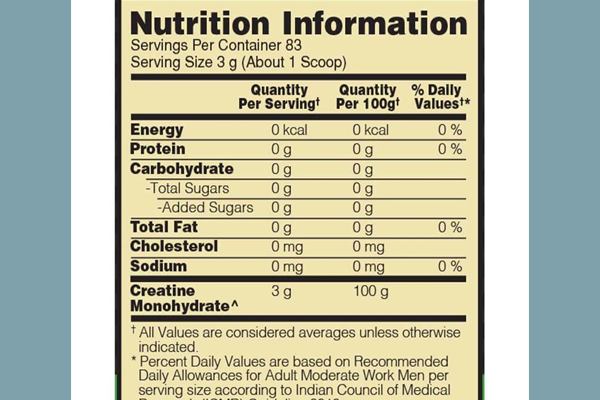 Nutrition Information
Servings Per Container 83
Serving Size 3 g (About 1 Scoop)
Quantity Per Serving† Quantity Per 100g† % Daily Values†*
Energy 0 kcal 0 kcal 0 %
Protein 0 g 0 g 0 %
Carbohydrate 0 g 0 g
-Total Sugars 0 g 0 g
-Added Sugars 0 g 0 g
Total Fat 0 g 0 g 0 %
Cholesterol 0 mg 0 mg
Sodium 0 mg 0 mg 0 %
Creatine 3 g 100 g
Monohydrate^
† All Values are considered averages unless otherwise
indicated.
* Percent Daily Values are based on Recommended
Daily Allowances for Adult Moderate Work Men per
serving size according to Indian Council of Medical